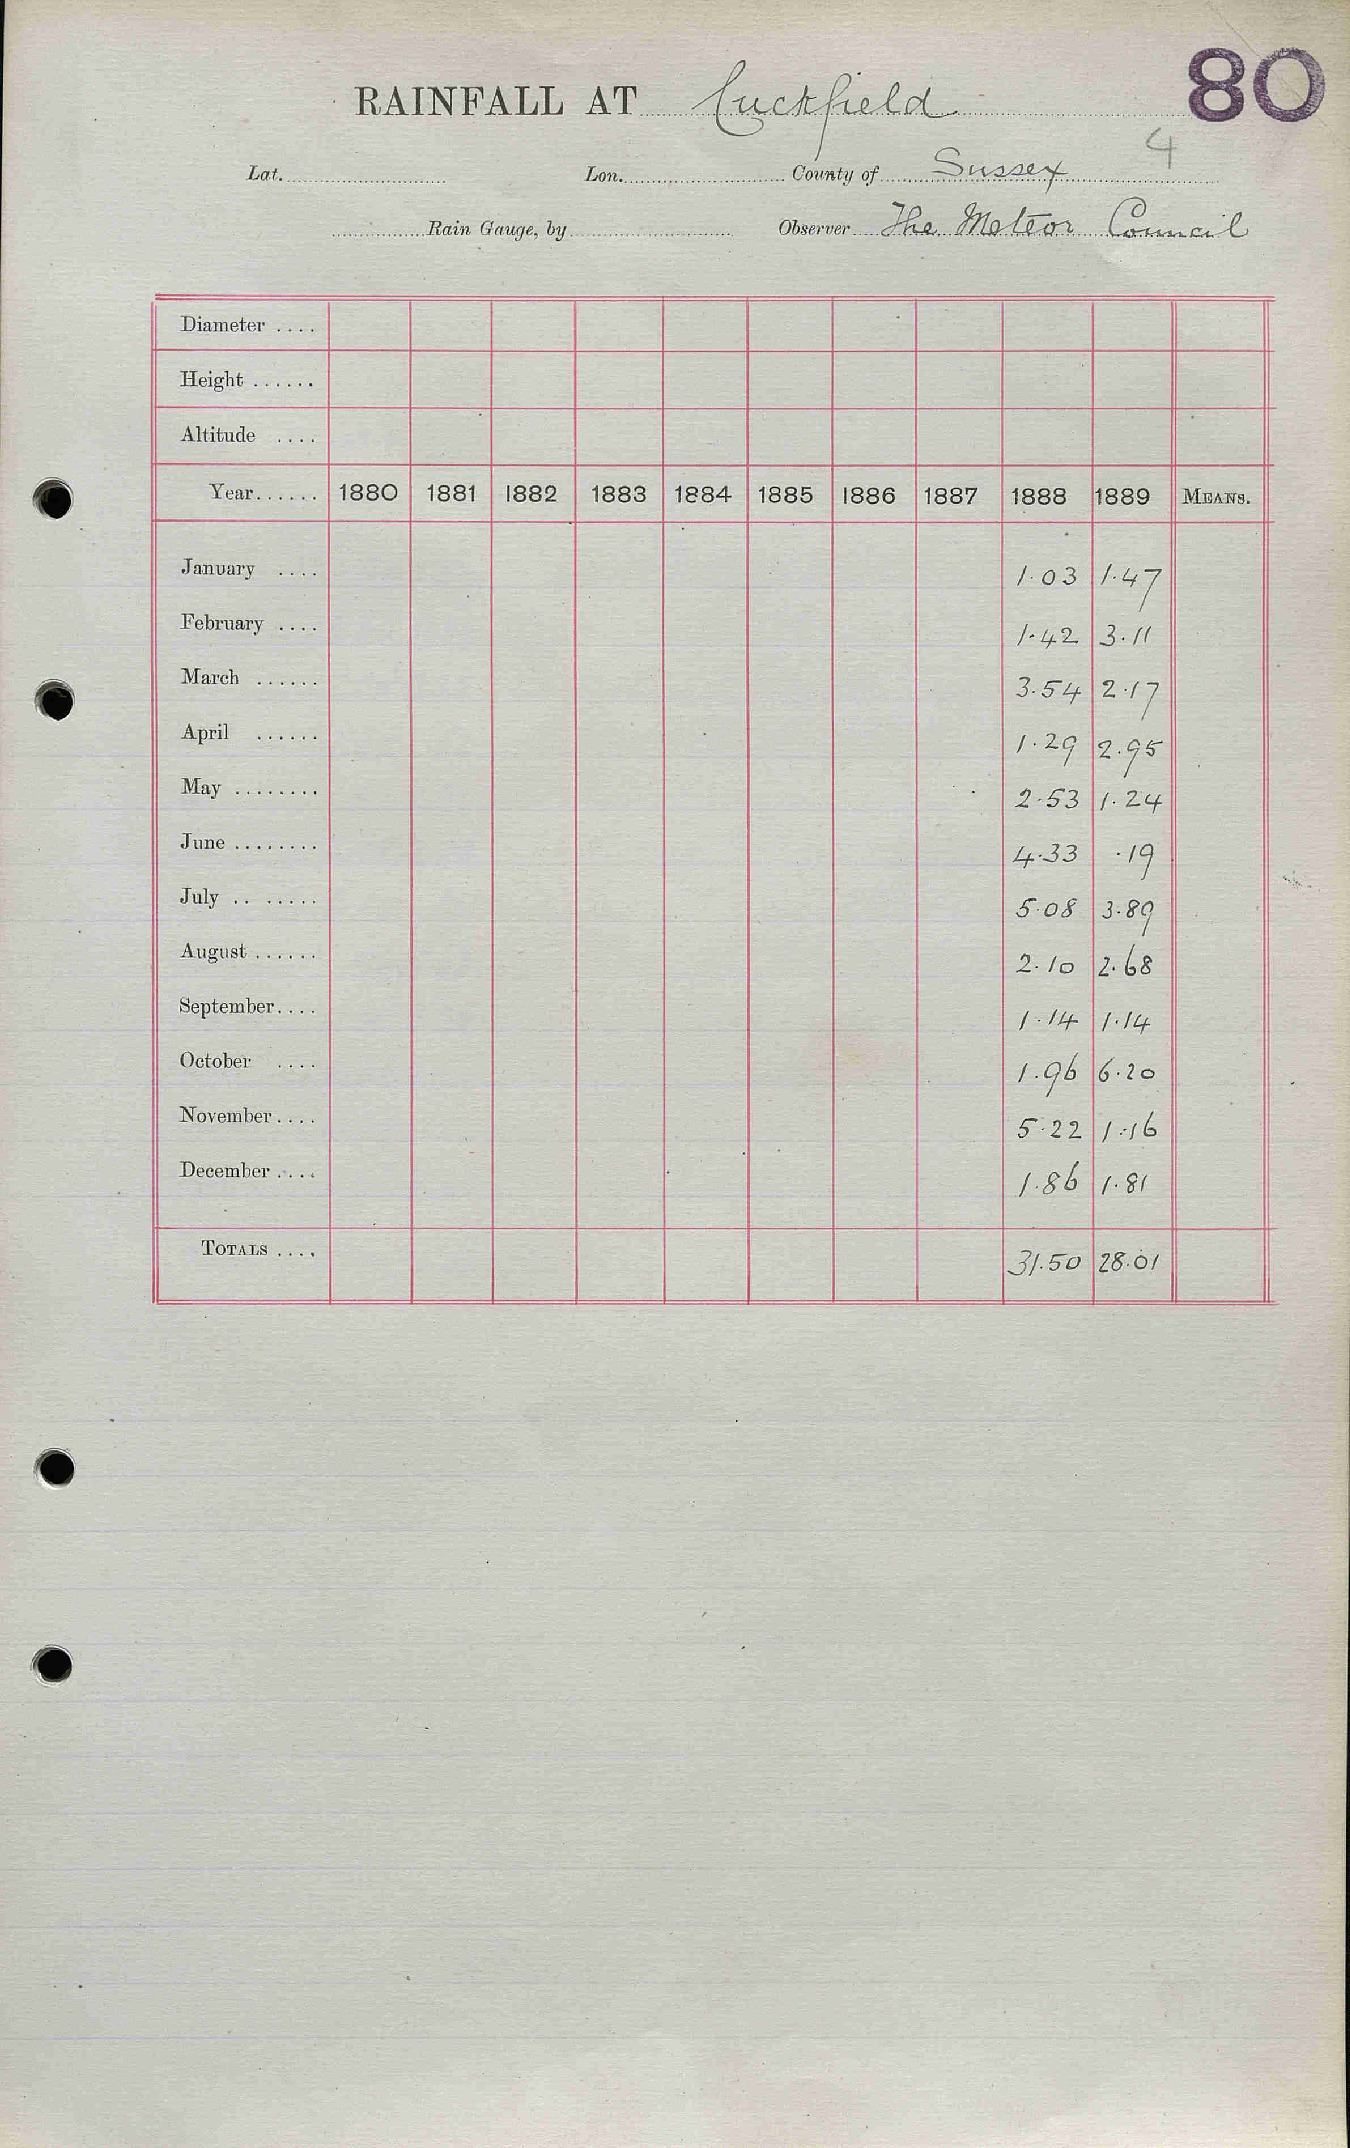 80
RAINFALL AT Cuckfield
4
Lat. Lon. County of Sussex
Rain Gauge, by Observer The Meteor Council
Diameter ....
Height ......
Altitude ....
Year...... 1880 1881 1882 1883 1884 1885 1886 1887 1888 1889 MEANS.
January .... 1.03 1.47
February .... 1.42 3.11
March ...... 3.54 2.17
April ...... 1.29 2.95
May ........ 2.53 1.24
June ........ 4.33 .19
July .. ..... 5.08 3.89
August ...... 2.10 2.68
September.... 1.14 1.14
October .... 1.96 6.20
November.... 5.22 1.16
December .... 1.86 1.81
TOTALS .... 31.50 28.01